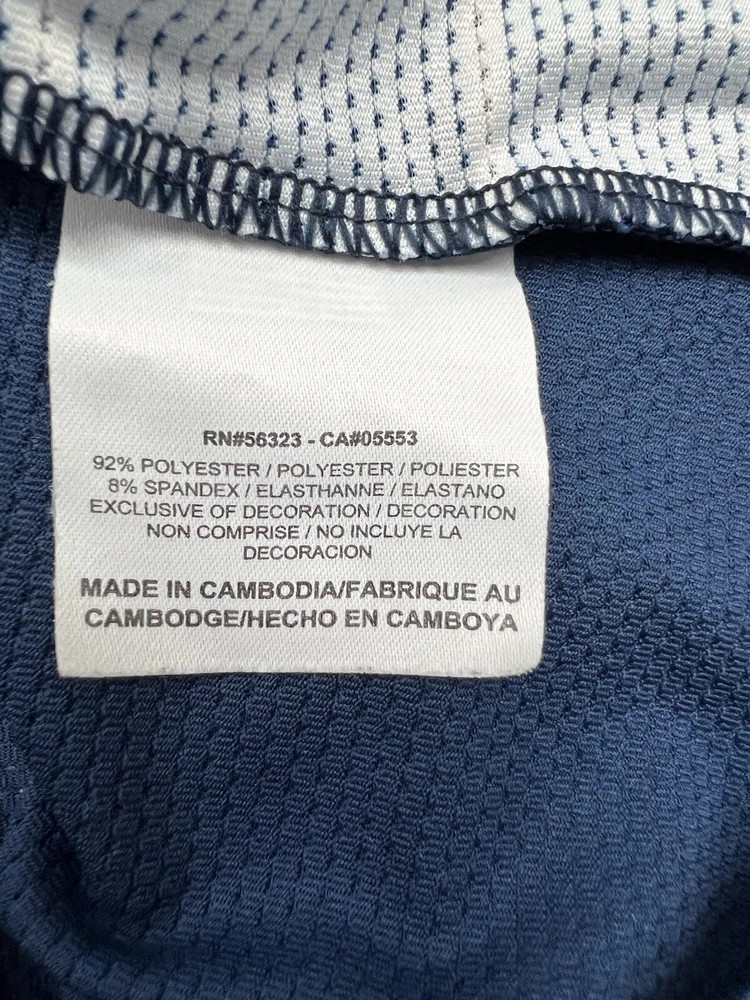 RN#56323 - CA#05553
92% POLYESTER / POLYESTER / POLIESTER
8% SPANDEX / ELASTHANNE / ELASTANO
EXCLUSIVE OF DECORATION / DECORATION
NON COMPRISE / NO INCLUYE LA
DECORACION
MADE IN CAMBODIA/FABRIQUE AU
CAMBODGE/HECHO EN CAMBOYA